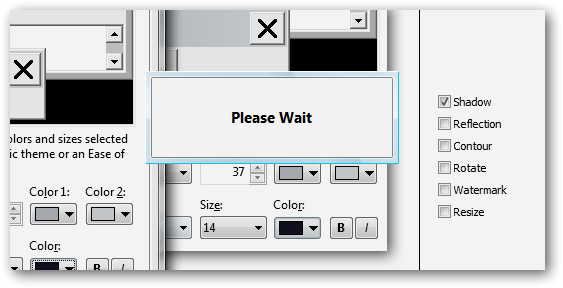 olors and sizes selected
ic theme or an Ease of
Please Wait
Color 1: Color 2:
37
Size: Color:
14
B I
Color:
B I
Shadow
Reflection
Contour
Rotate
Watermark
Resize